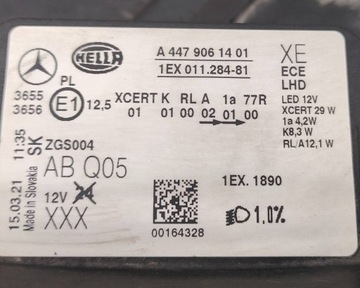 HELLA
A 447 906 14 01
1EX 011.284-81
XE
ECE
LHD
LED 12V
XCERT 29 W
1a 4,2W
K8,3 W
RL/A12,1 W
PL
3655
3656
E1
12,5
XCERT K RL A 1a 77R
01 01 00 02 01 00
15.03.21 11:35
Made in Slovakia SK
ZGS004
AB Q05
12V 24
XXX
00164328
1EX. 1890
1,0%